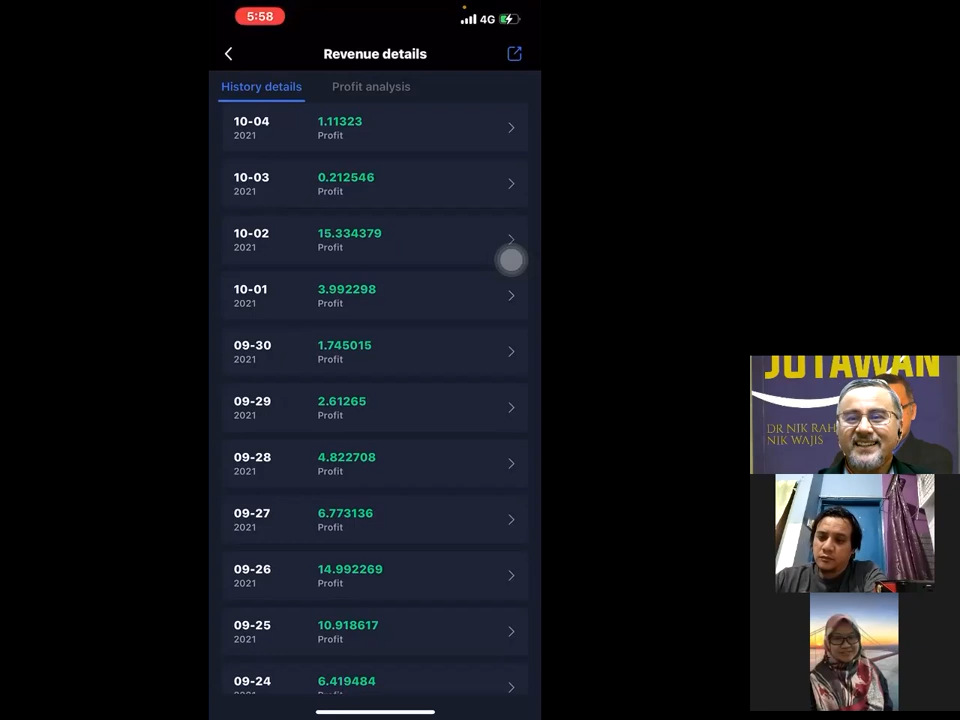 5:58
4G
Revenue details
History details
Profit analysis
10-04
1.11323
2021
Profit
10-03
0.212546
2021
Profit
10-02
15.334379
2021
Profit
10-01
3.992298
2021
Profit
09-30
1.745015
2021
Profit
09-29
2.61265
2021
Profit
09-28
4.822708
2021
Profit
09-27
6.773136
2021
Profit
09-26
14.992269
2021
Profit
09-25
10.918617
2021
Profit
09-24
6.419484
2021
Profit
JUTAWAN
DR NIK RAH
NIK WAJIS